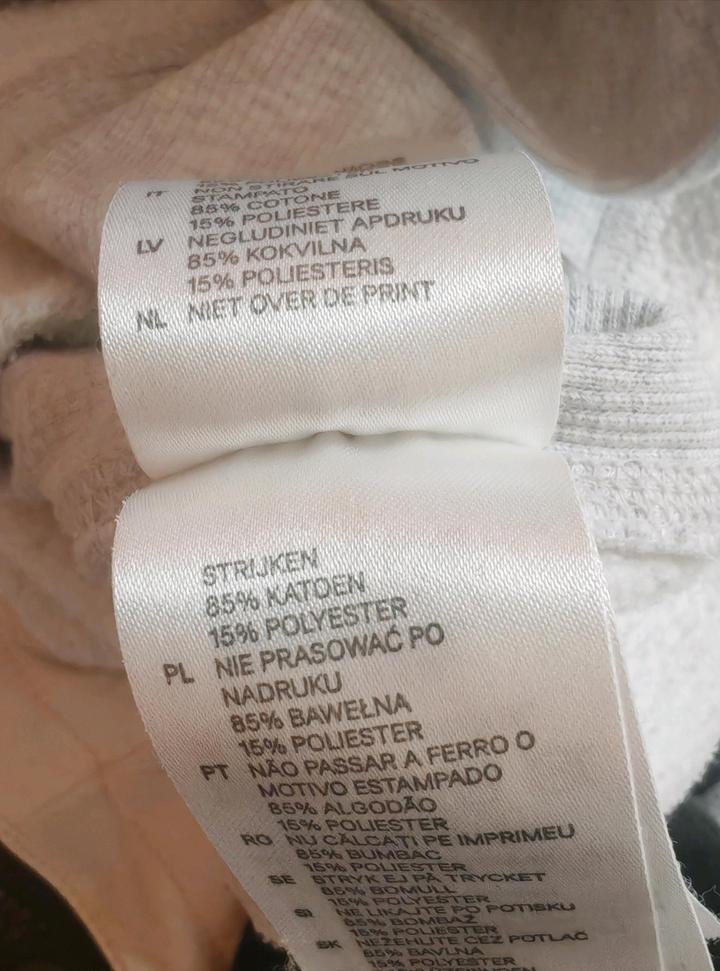 IT NON STIRARE SUL MOTIVO
STAMPATO
85% COTONE
15% POLIESTERE
LV NEGLUDINIET APDRUKU
85% KOKVILNA
15% POLIESTERIS
NL NIET OVER DE PRINT
STRIJKEN
85% KATOEN
15% POLYESTER
PL NIE PRASOWAĆ PO
NADRUKU
85% BAWEŁNA
15% POLIESTER
PT NÃO PASSAR A FERRO O
MOTIVO ESTAMPADO
85% ALGODÃO
15% POLIESTER
RO NU CĂLCAȚI PE IMPRIMEU
85% BUMBAC
15% POLIESTER
SE STRYK EJ PÅ TRYCKET
85% BOMULL
15% POLYESTER
SI NE LIKAJTE PO POTISKU
85% BOMBAŽ
15% POLIESTER
SK NEŽEHLITE CEZ POTLAČ
85% BAVLNA
15% POLYESTER